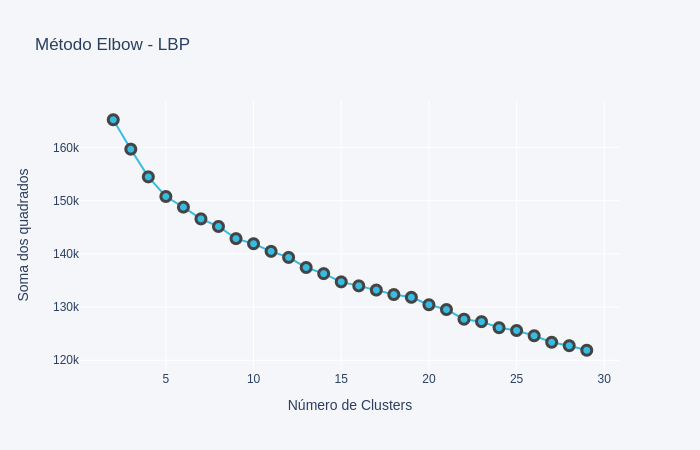 Método Elbow - LBP
Soma dos quadrados
160k
150k
140k
130k
120k
5 10 15 20 25 30
Número de Clusters